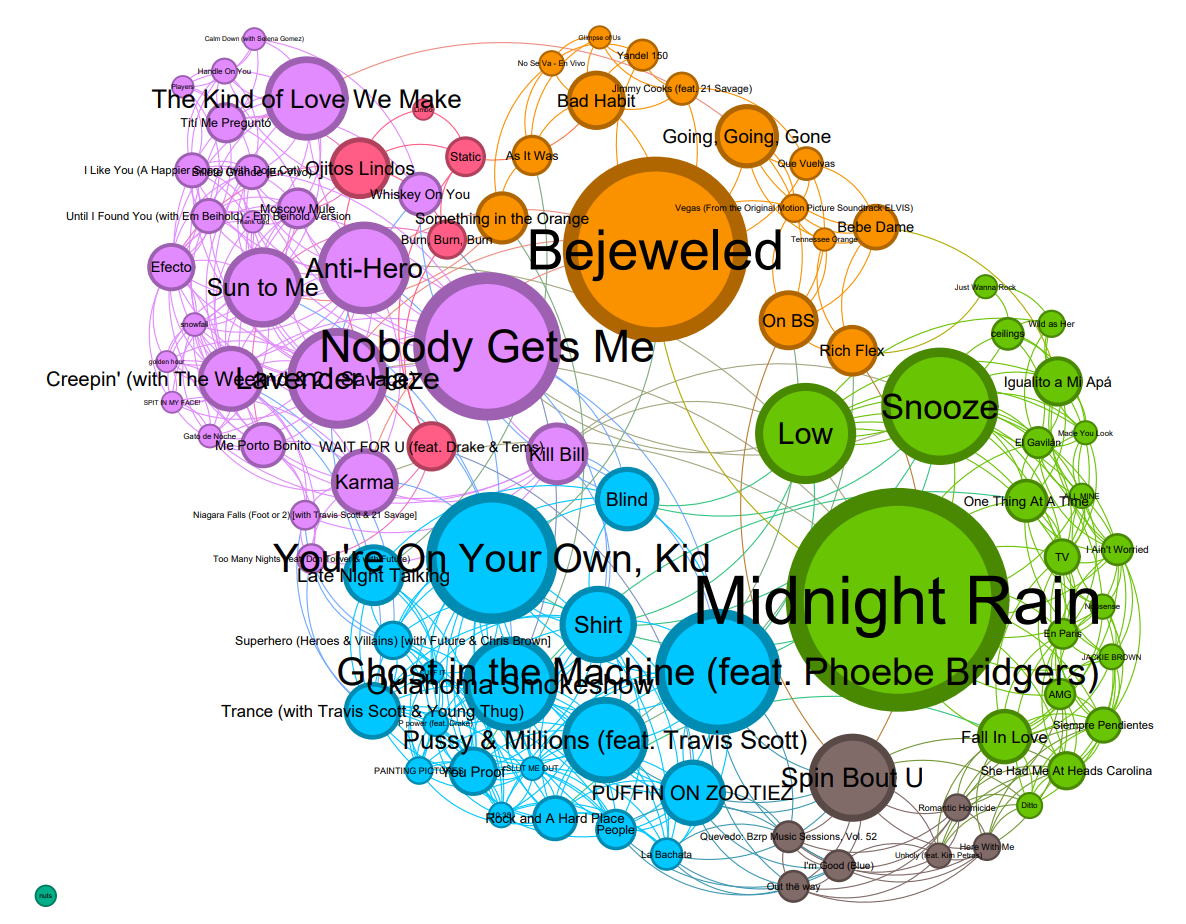 Calm Down (with Selena Gomez)
Glimpse of Us
Yandel 150
No Se Va - En Vivo
Handle On You
Players
Jimmy Cooks (feat. 21 Savage)
The Kind of Love We Make
Bad Habit
Limbo
Tití Me Preguntó
Going, Going, Gone
Static
As It Was
Que Vuelvas
I Like You (A Happier Song) (with Doja Cat)
Billete Grande (En Vivo)
Ojitos Lindos
Whiskey On You
Moscow Mule
Vegas (From the Original Motion Picture Soundtrack ELVIS)
Until I Found You (with Em Beihold) - Em Beihold Version
Thank God
Something in the Orange
Bebe Dame
Burn, Burn, Burn
Tennessee Orange
Bejeweled
Efecto
Anti-Hero
Sun to Me
Just Wanna Rock
On BS
snowfall
Wild as Her
ceilings
Nobody Gets Me
Rich Flex
golden hour
Creepin' (with The Weeknd & 21 Savage)
Lavender Haze
Igualito a Mi Apá
SPIT IN MY FACE!
Snooze
Low
Gato de Noche
Made You Look
El Gavilán
Me Porto Bonito
WAIT FOR U (feat. Drake & Tems)
Kill Bill
Karma
ALL MINE
Blind
One Thing At A Time
Niagara Falls (Foot or 2) [with Travis Scott & 21 Savage]
I Ain't Worried
Too Many Nights (feat. Don Toliver & with Future)
You're On Your Own, Kid
TV
Late Night Talking
Midnight Rain
Nonsense
Shirt
En Paris
Superhero (Heroes & Villains) [with Future & Chris Brown]
JACKIE BROWN
Ghost in the Machine (feat. Phoebe Bridgers)
Oklahoma Smokeshow
AMG
Trance (with Travis Scott & Young Thug)
P power (feat. Drake)
Siempre Pendientes
Pussy & Millions (feat. Travis Scott)
Fall In Love
PAINTING PICTURES
You Proof
SLUT ME OUT
She Had Me At Heads Carolina
Spin Bout U
PUFFIN ON ZOOTIEZ
Romantic Homicide
Ditto
Rock and A Hard Place
People
Quevedo: Bzrp Music Sessions, Vol. 52
Here With Me
La Bachata
Unholy (feat. Kim Petras)
I'm Good (Blue)
Out the way
nuts